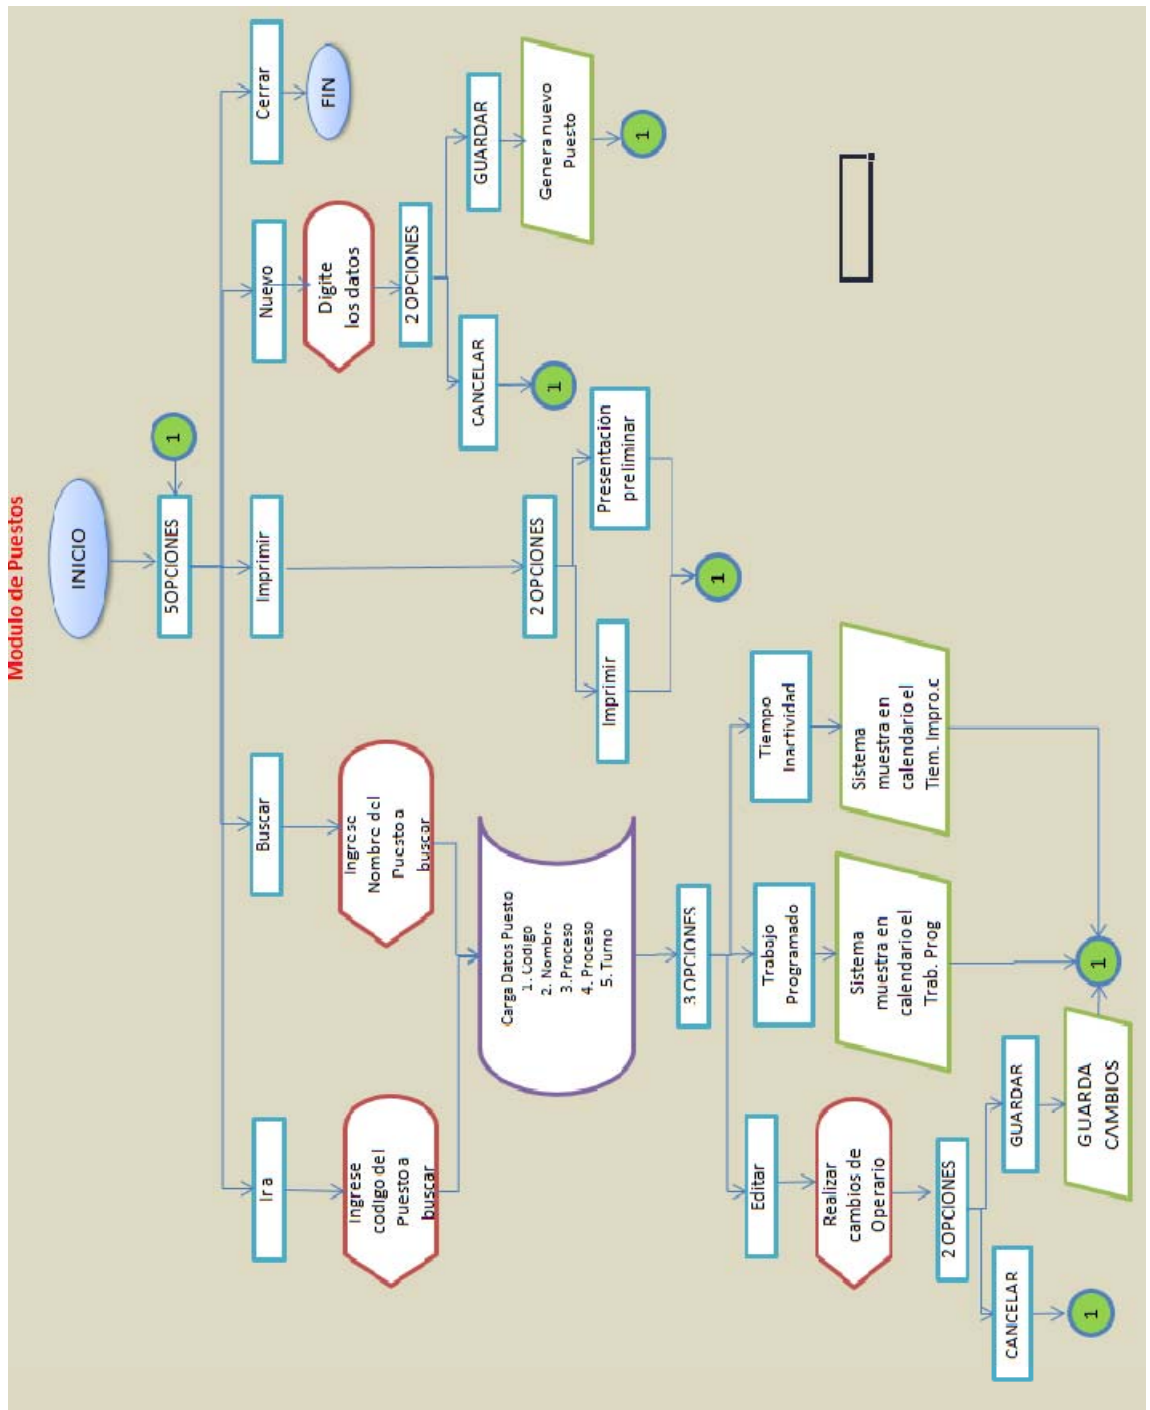 Modulo de Puestos
INICIO
1
5OPCIONES
Ir a
Buscar
Imprimir
Nuevo
Cerrar
FIN
Ingrese
codigo del
Puesto a
buscar
Ingrese
Nombre del
Puesto a
buscar
Digite
los datos
2 OPCIONES
CANCELAR
GUARDAR
1
Genera nuevo
Puesto
1
2 OPCIONES
Imprimir
Presentación
preliminar
1
Carga Datos Puesto
1. Codigo
2. Nombre
3. Proceso
4. Proceso
5. Turno
3 OPCIONES
Editar
Trabajo
Programado
Tiempo
Inactividad
Realizar
cambios de
Operario
Sistema
muestra en
calendario el
Trab. Prog
Sistema
muestra en
calendario el
Tiem. Impro.c
2 OPCIONES
CANCELAR
GUARDAR
1
GUARDA
CAMBIOS
1